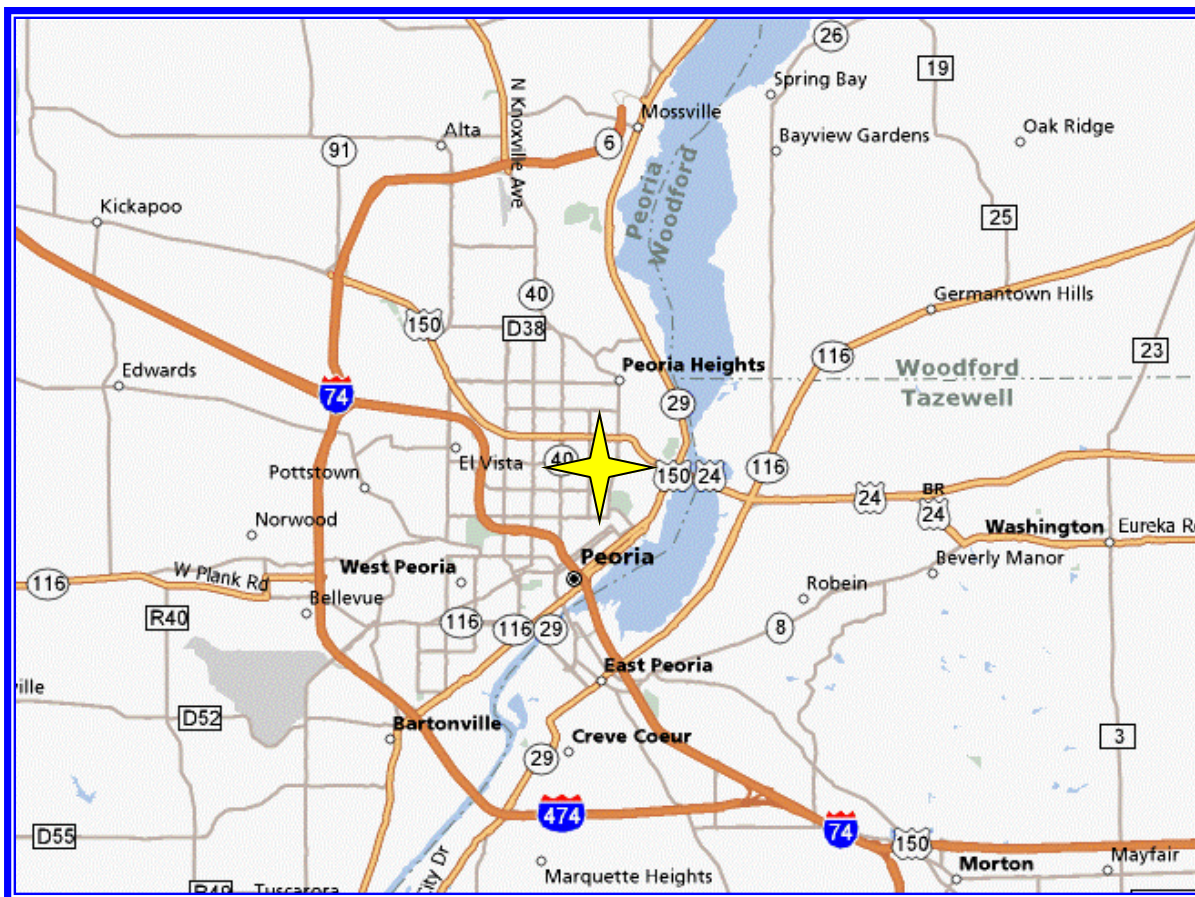 26
19
Spring Bay
N Knoxville Ave
Mossville
Oak Ridge
Alta
91
6
Bayview Gardens
Peoria
Woodford
Kickapoo
25
40
Germantown Hills
150
D38
23
116
Edwards
Peoria Heights
Woodford
Tazewell
74
29
El Vista
40
Pottstown
150
24
116
BR
24
24
Norwood
Washington
Eureka R
Peoria
Beverly Manor
West Peoria
116
W Plank Rd
Robein
Bellevue
R40
116
116
29
8
East Peoria
ville
D52
Bartonville
Creve Coeur
3
29
474
74
D55
150
City Dr
Marquette Heights
Morton
Mayfair
R49
Tuscarora